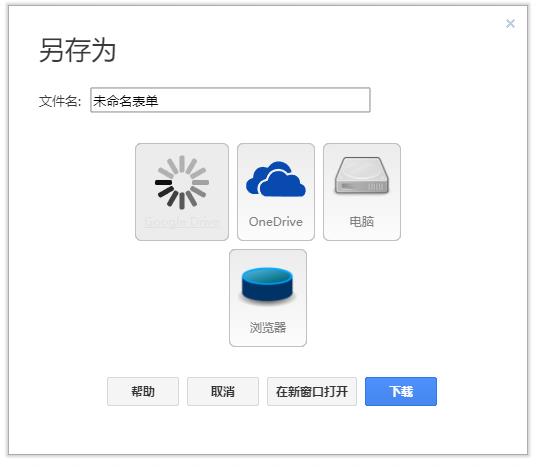 另存为
文件名:
未命名表单
Google Drive
OneDrive
电脑
浏览器
帮助
取消
在新窗口打开
下载